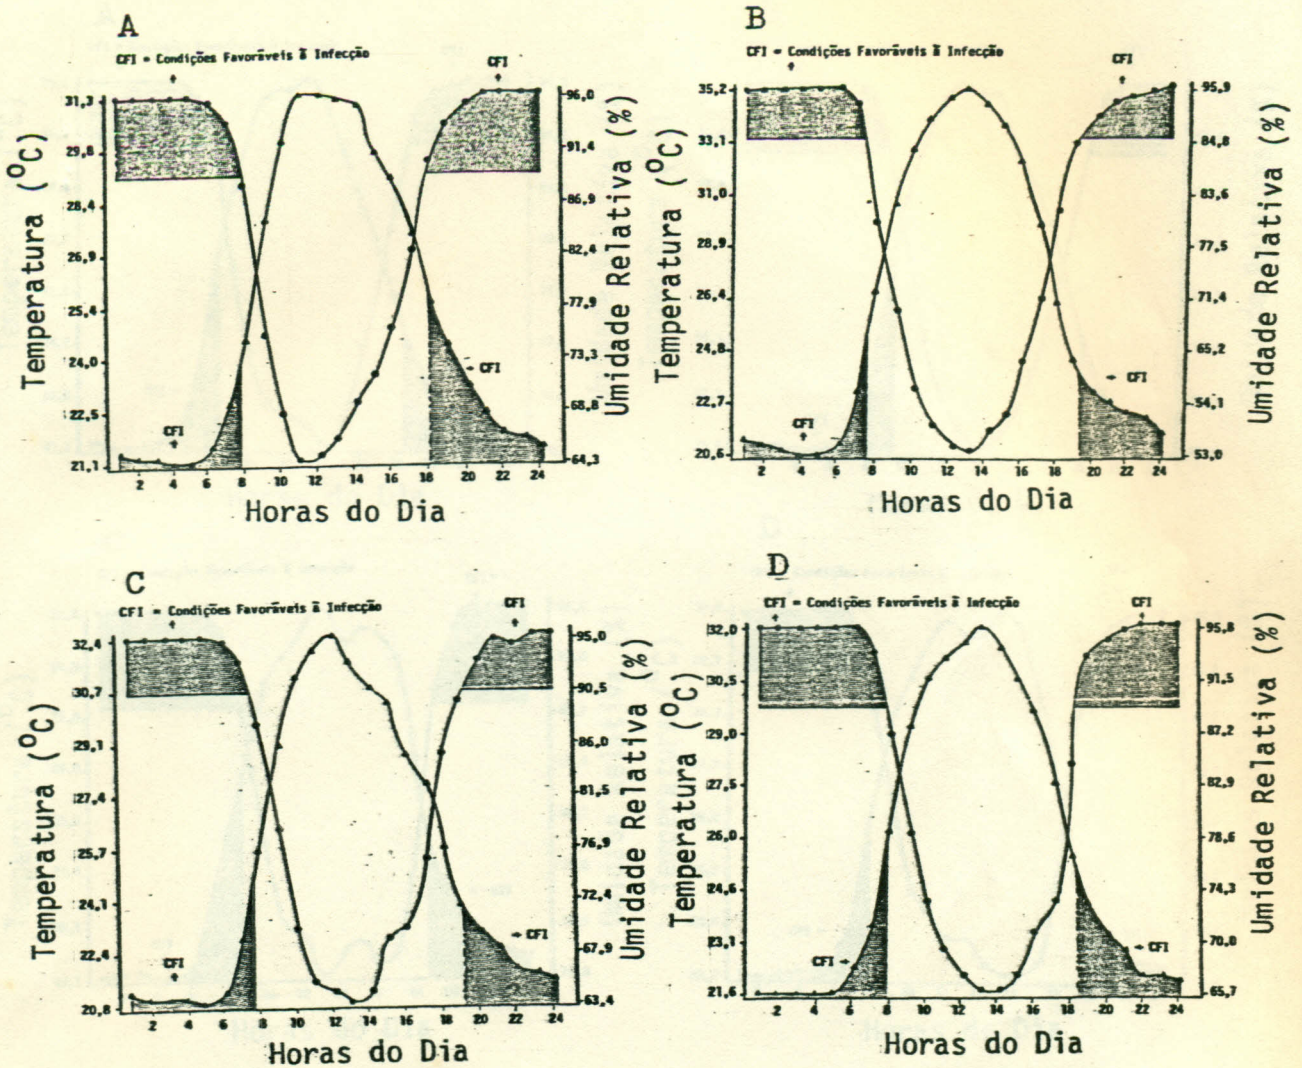 A
CFI = Condições Favorãveis ã Infecção
CFI
Temperatura (ºC)
31,3
29,8
28,4
26,9
25,4
24,0
22,5
21,1
CFI
CFI
96,0
91,4
86,9
82,4
77,9
73,3
68,8
64,3
Umidade Relativa (%)
2 4 6 8 10 12 14 16 18 20 22 24
Horas do Dia
B
CFI = Condições Favorãveis ã Infecção
CFI
Temperatura (ºC)
35,2
33,1
31,0
28,9
26,4
24,8
22,7
20,6
CFI
CFI
95,9
84,8
83,6
77,5
71,4
65,2
54,1
53,0
Umidade Relativa (%)
2 4 6 8 10 12 14 16 18 20 22 24
Horas do Dia
C
CFI = Condições Favorãveis ã Infecção
CFI
Temperatura (ºC)
32,4
30,7
29,1
27,4
25,7
24,1
22,4
20,8
CFI
CFI
95,0
90,5
86,0
81,5
76,9
72,4
67,9
63,4
Umidade Relativa (%)
2 4 6 8 10 12 14 16 18 20 22 24
Horas do Dia
D
CFI = Condições Favorãveis ã Infecção
CFI
Temperatura (ºC)
32,0
30,5
29,0
27,5
26,0
24,6
23,1
21,6
CFI
CFI
95,8
91,5
87,2
82,9
78,6
74,3
70,0
65,7
Umidade Relativa (%)
2 4 6 8 10 12 14 16 18 20 22 24
Horas do Dia